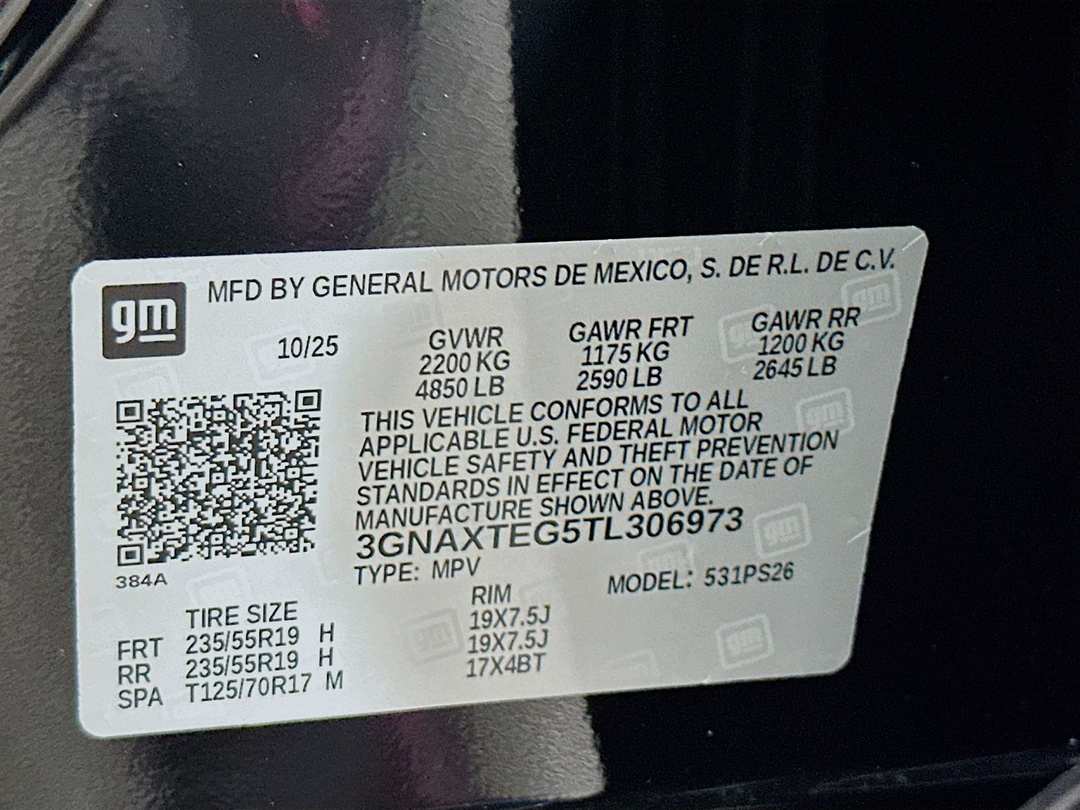 gm
MFD BY GENERAL MOTORS DE MEXICO, S. DE R.L. DE C.V.
10/25 GVWR GAWR FRT GAWR RR
2200 KG 1175 KG 1200 KG
4850 LB 2590 LB 2645 LB
THIS VEHICLE CONFORMS TO ALL
APPLICABLE U.S. FEDERAL MOTOR
VEHICLE SAFETY AND THEFT PREVENTION
STANDARDS IN EFFECT ON THE DATE OF
MANUFACTURE SHOWN ABOVE.
3GNAXTEG5TL306973
TYPE: MPV MODEL: 531PS26
384A
TIRE SIZE RIM
FRT 235/55R19 H 19X7.5J
RR 235/55R19 H 19X7.5J
SPA T125/70R17 M 17X4BT